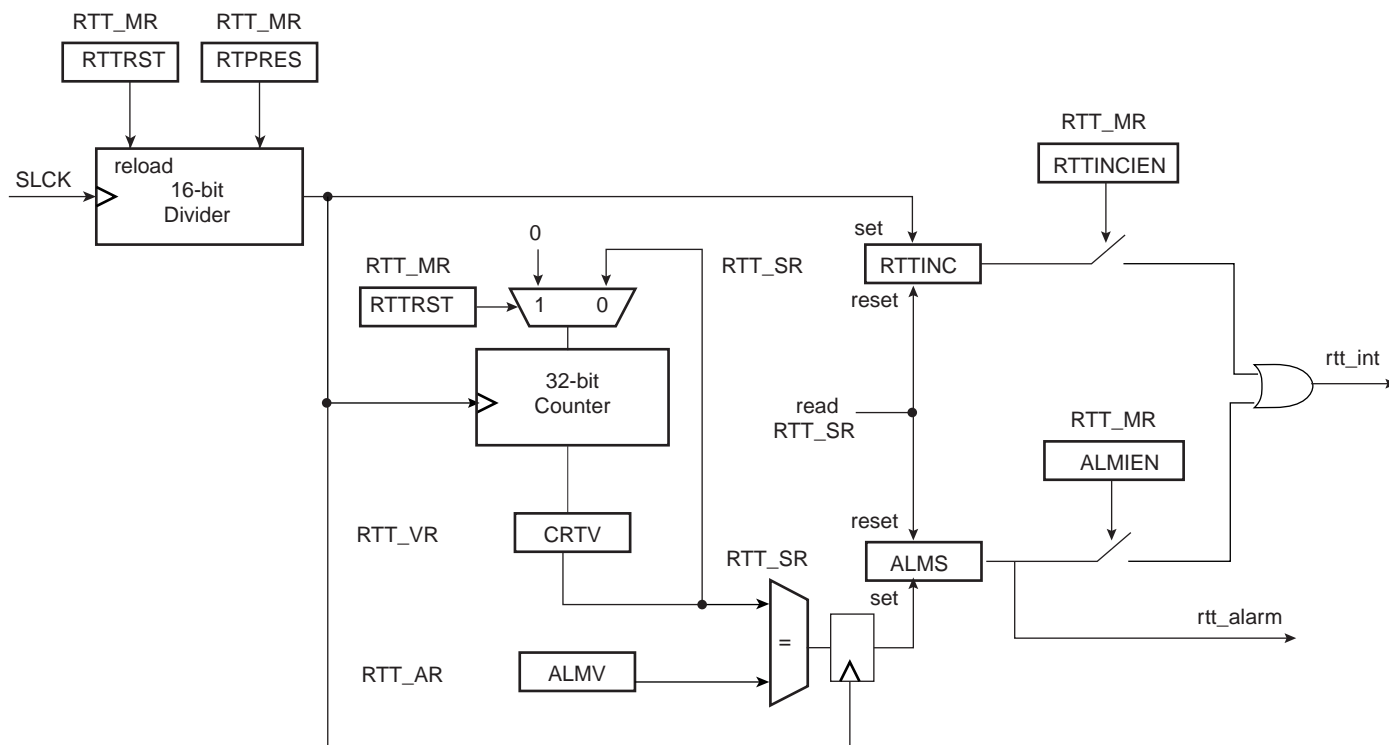 RTT_MR
RTTRST
RTT_MR
RTPRES
SLCK
reload
16-bit
Divider
RTT_MR
RTTINCIEN
0
set
RTT_MR
RTTRST
1
0
RTT_SR
RTTINC
reset
32-bit
Counter
read
RTT_SR
rtt_int
RTT_MR
ALMIEN
RTT_VR
CRTV
reset
RTT_SR
ALMS
set
rtt_alarm
=
RTT_AR
ALMV